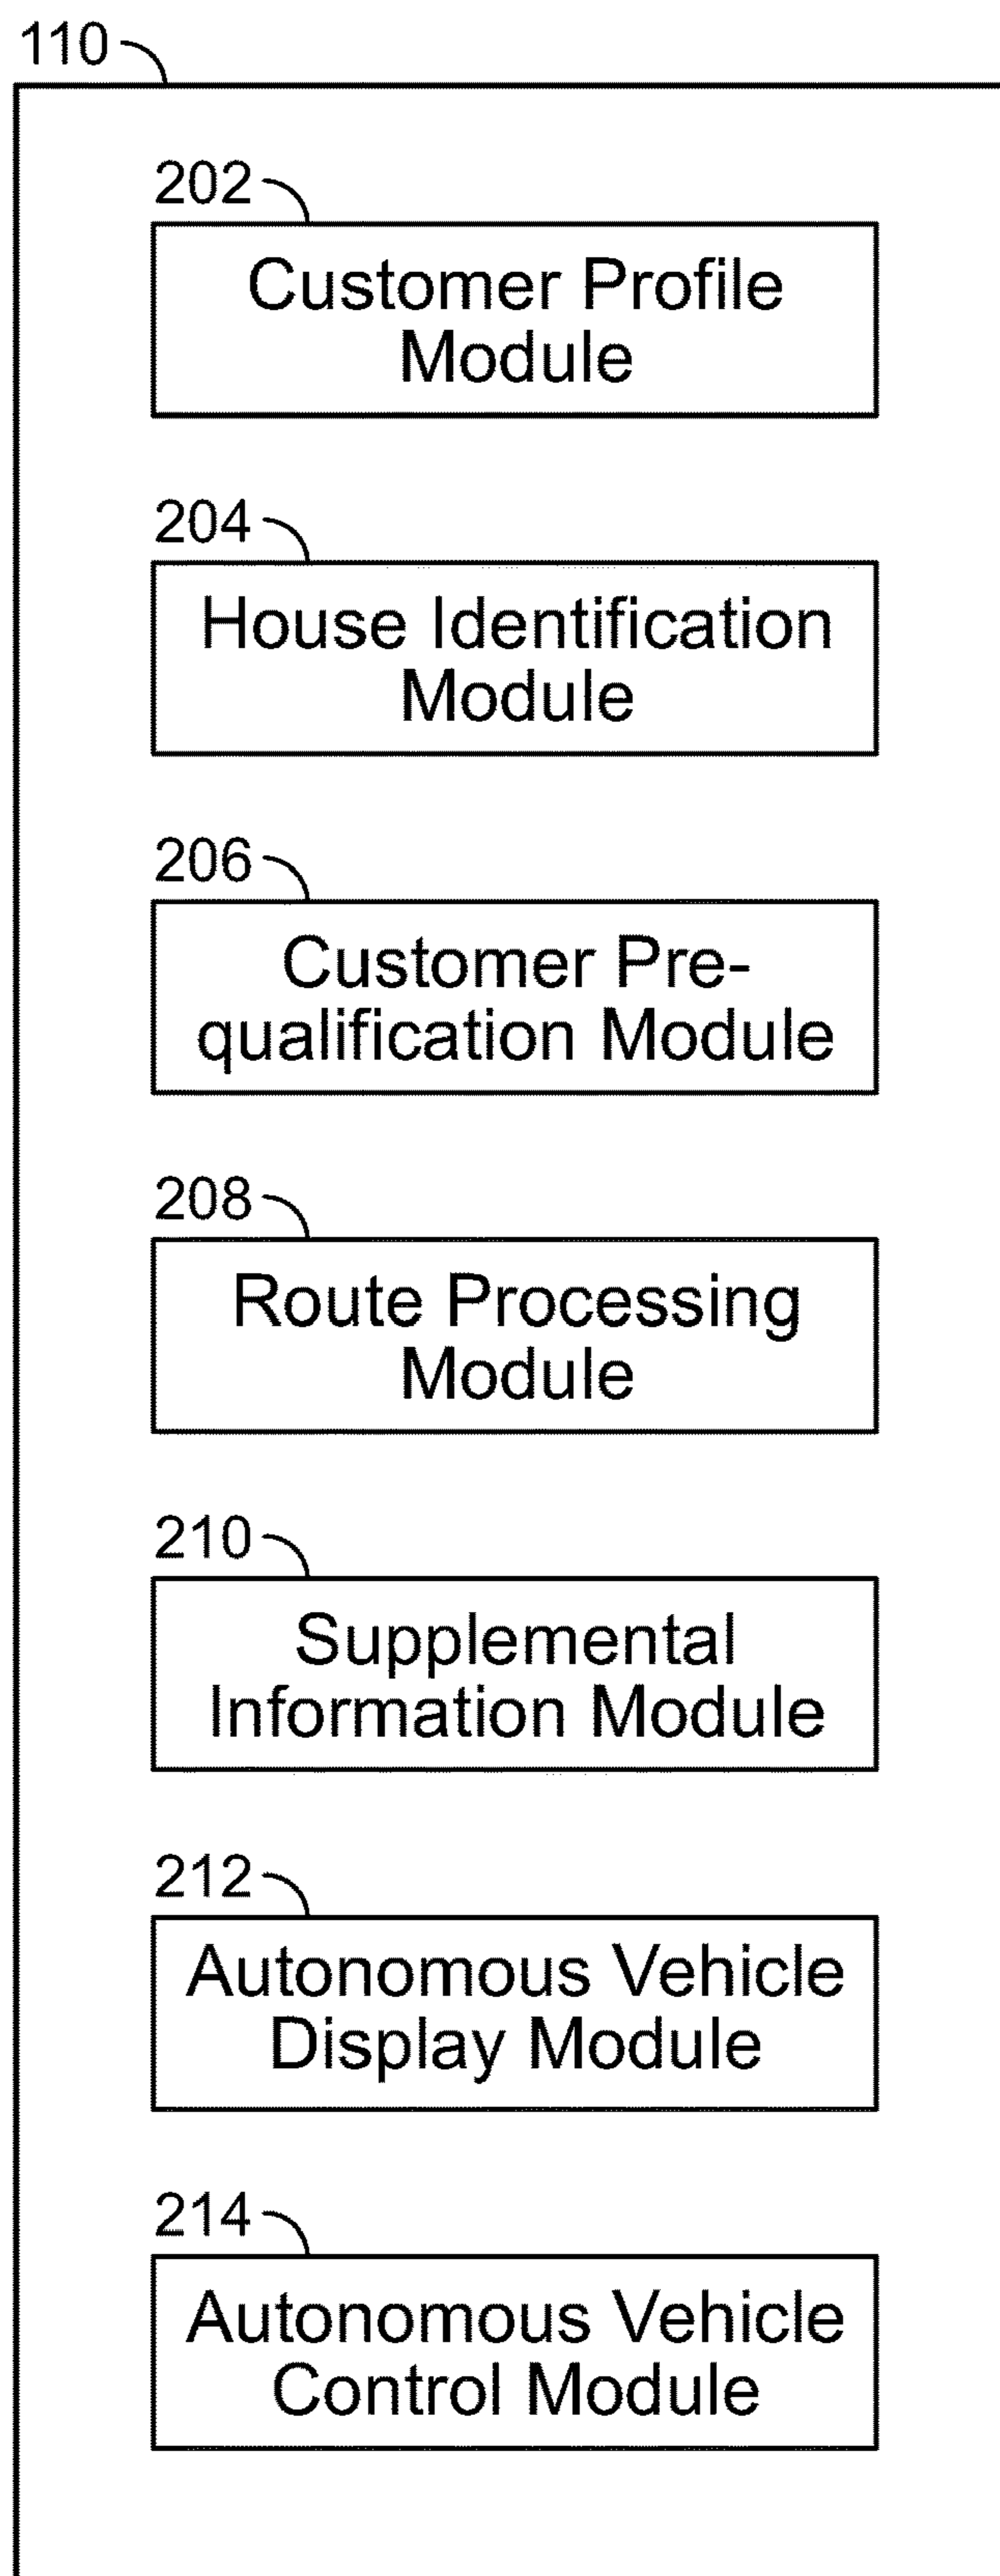 110
202
Customer Profile
Module
204
House Identification
Module
206
Customer Pre-
qualification Module
208
Route Processing
Module
210
Supplemental
Information Module
212
Autonomous Vehicle
Display Module
214
Autonomous Vehicle
Control Module